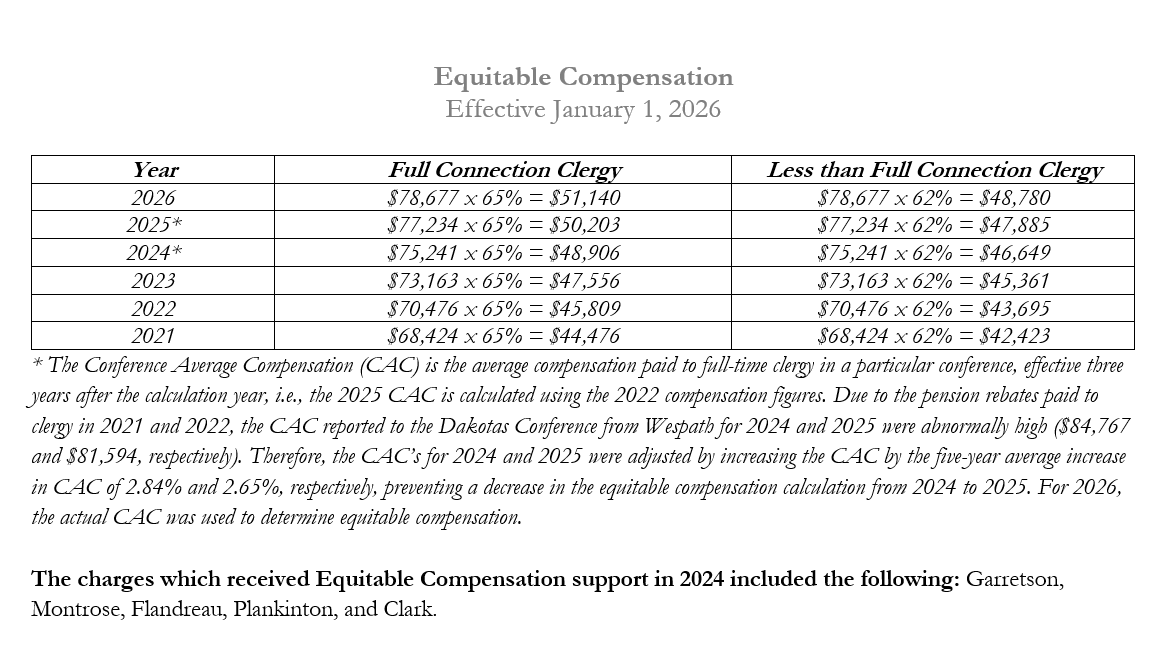 Equitable Compensation
Effective January 1, 2026
Year Full Connection Clergy Less than Full Connection Clergy
2026 $78,677 x 65% = $51,140 $78,677 x 62% = $48,780
2025* $77,234 x 65% = $50,203 $77,234 x 62% = $47,885
2024* $75,241 x 65% = $48,906 $75,241 x 62% = $46,649
2023 $73,163 x 65% = $47,556 $73,163 x 62% = $45,361
2022 $70,476 x 65% = $45,809 $70,476 x 62% = $43,695
2021 $68,424 x 65% = $44,476 $68,424 x 62% = $42,423
* The Conference Average Compensation (CAC) is the average compensation paid to full-time clergy in a particular conference, effective three
years after the calculation year, i.e., the 2025 CAC is calculated using the 2022 compensation figures. Due to the pension rebates paid to
clergy in 2021 and 2022, the CAC reported to the Dakotas Conference from Wespath for 2024 and 2025 were abnormally high ($84,767
and $81,594, respectively). Therefore, the CAC's for 2024 and 2025 were adjusted by increasing the CAC by the five-year average increase
in CAC of 2.84% and 2.65%, respectively, preventing a decrease in the equitable compensation calculation from 2024 to 2025. For 2026,
the actual CAC was used to determine equitable compensation.
The charges which received Equitable Compensation support in 2024 included the following: Garretson,
Montrose, Flandreau, Plankinton, and Clark.